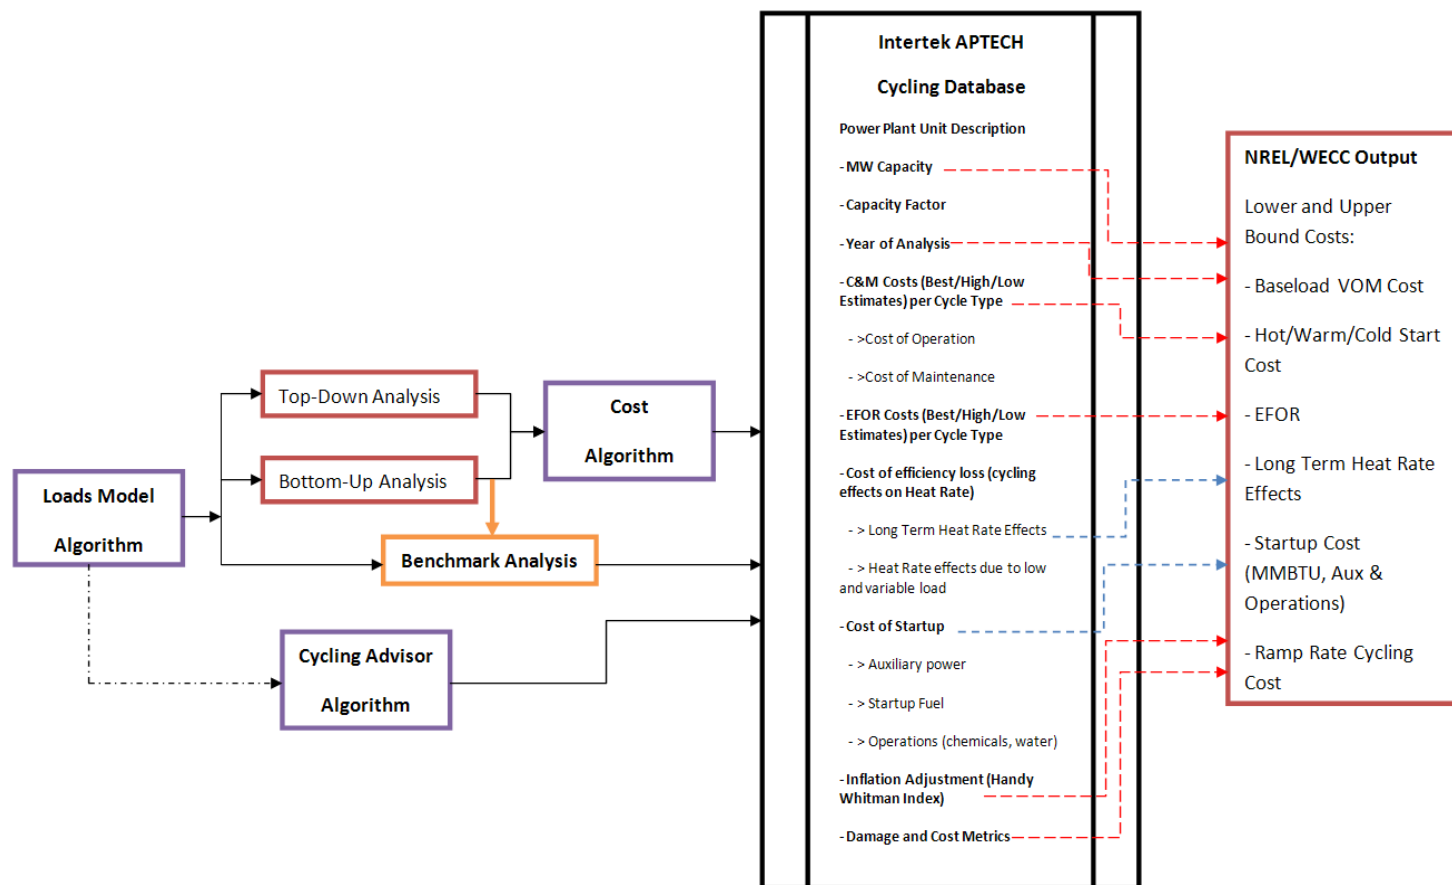 Loads Model
Algorithm
Top-Down Analysis
Bottom-Up Analysis
Benchmark Analysis
Cycling Advisor
Algorithm
Cost
Algorithm
Intertek APTECH
Cycling Database
Power Plant Unit Description
- MW Capacity
- Capacity Factor
- Year of Analysis
- C&M Costs (Best/High/Low
Estimates) per Cycle Type
- >Cost of Operation
- >Cost of Maintenance
- EFOR Costs (Best/High/Low
Estimates) per Cycle Type
- Cost of efficiency loss (cycling
effects on Heat Rate)
- > Long Term Heat Rate Effects
- > Heat Rate effects due to low
and variable load
- Cost of Startup
- > Auxiliary power
- > Startup Fuel
- > Operations (chemicals, water)
- Inflation Adjustment (Handy
Whitman Index)
- Damage and Cost Metrics
NREL/WECC Output
Lower and Upper
Bound Costs:
- Baseload VOM Cost
- Hot/Warm/Cold Start
Cost
- EFOR
- Long Term Heat Rate
Effects
- Startup Cost
(MMBTU, Aux &
Operations)
- Ramp Rate Cycling
Cost